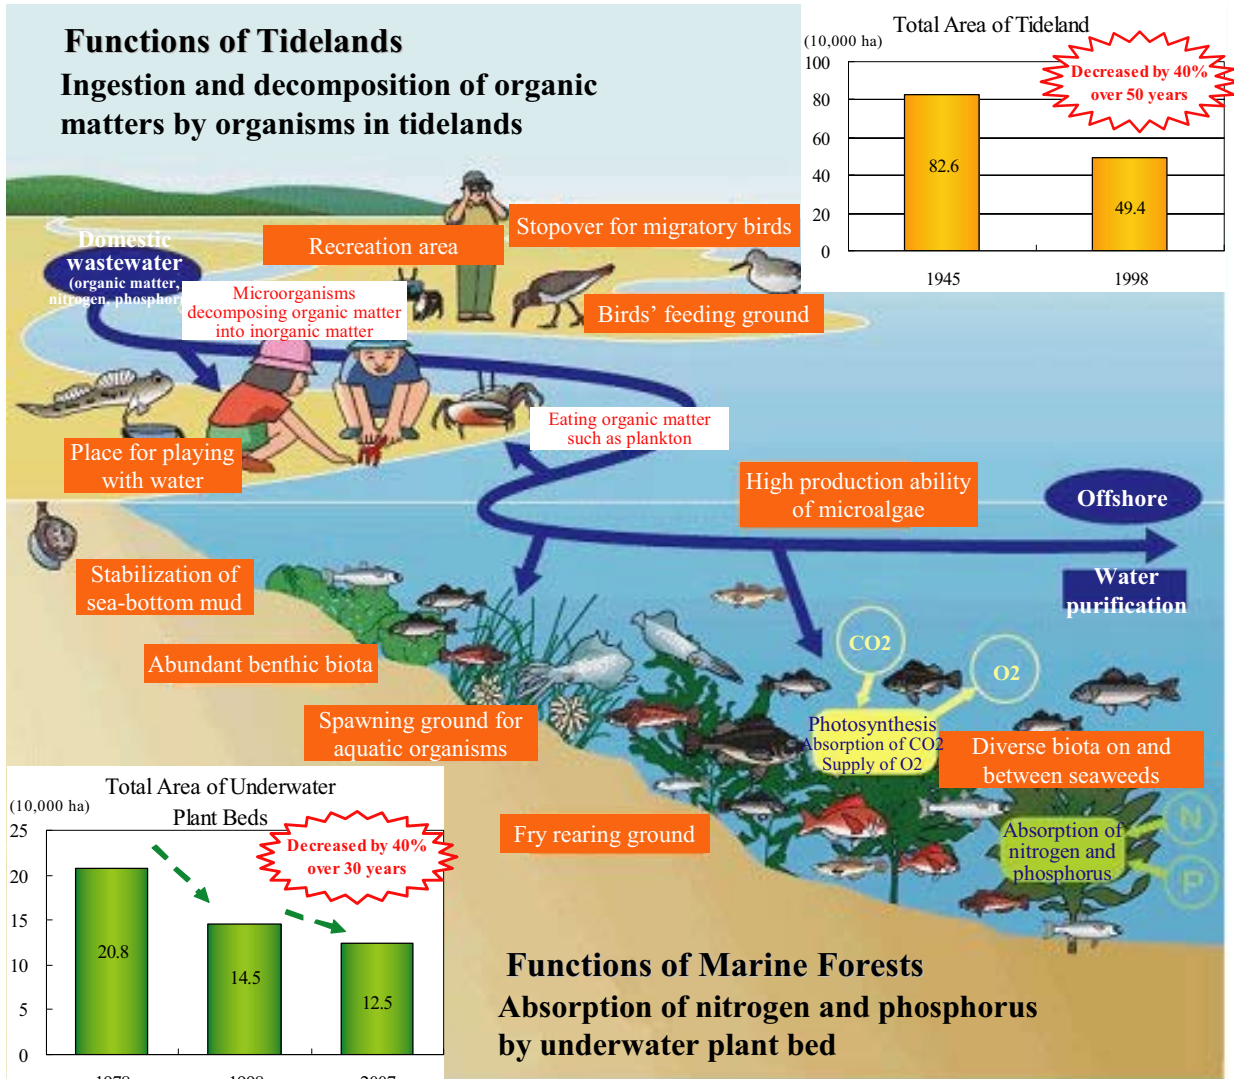 Functions of Tidelands
Ingestion and decomposition of organic
matters by organisms in tidelands
Total Area of Tideland
(10,000 ha)
100
80
60
40
20
0
Decreased by 40%
over 50 years
82.6
49.4
1945
1998
Stopover for migratory birds
Recreation area
Domestic
wastewater
(organic matter,
Microorganisms
decomposing organic matter
into inorganic matter
Birds' feeding ground
Eating organic matter
such as plankton
Place for playing
with water
High production ability
of microalgae
Offshore
Water
purification
Stabilization of
sea-bottom mud
Abundant benthic biota
Spawning ground for
aquatic organisms
CO2
O2
Photosynthesis
Absorption of CO2
Supply of O2
Diverse biota on and
between seaweeds
Fry rearing ground
Absorption of
nitrogen and
phosphorus
N
P
Total Area of Underwater
Plant Beds
(10,000 ha)
25
20
15
10
5
0
Decreased by 40%
over 30 years
20.8
14.5
12.5
Functions of Marine Forests
Absorption of nitrogen and phosphorus
by underwater plant bed